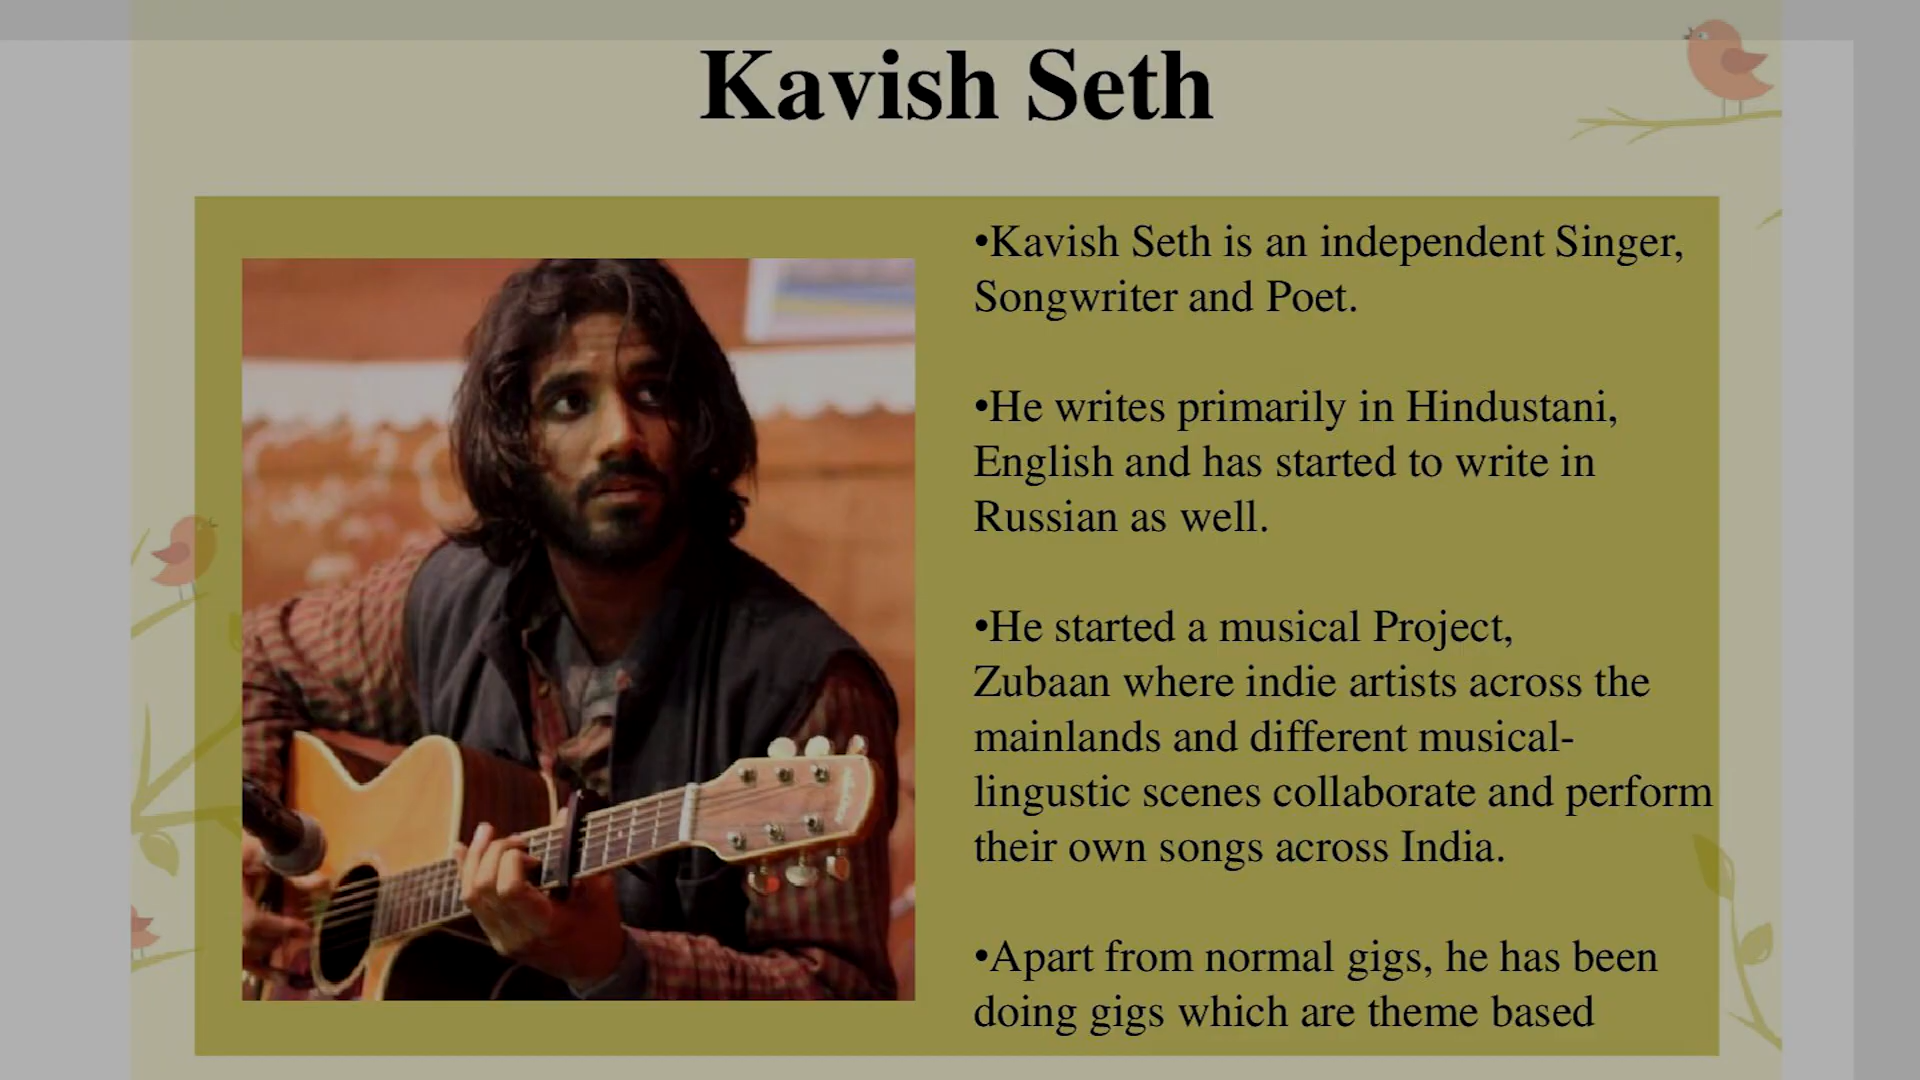 Kavish Seth
•Kavish Seth is an independent Singer,
Songwriter and Poet.
•He writes primarily in Hindustani,
English and has started to write in
Russian as well.
•He started a musical Project,
Zubaan where indie artists across the
mainlands and different musical-
lingustic scenes collaborate and perform
their own songs across India.
•Apart from normal gigs, he has been
doing gigs which are theme based